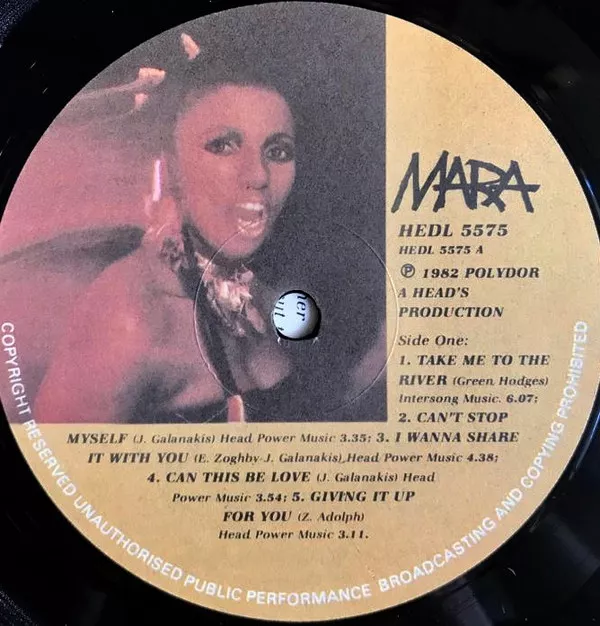 MARA
HEDL 5575
HEDL 5575 A
℗ 1982 POLYDOR
A HEAD'S
PRODUCTION
Side One:
1. TAKE ME TO THE
RIVER (Green Hodges)
Intersong Music. 6.07;
2. CAN'T STOP
MYSELF (J. Galanakis) Head Power Music 3.35; 3. I WANNA SHARE
IT WITH YOU (E. Zoghby-J. Galanakis) Head Power Music 4.38;
4. CAN THIS BE LOVE (J. Galanakis) Head
Power Music 3.54; 5. GIVING IT UP
FOR YOU (Z. Adolph)
Head Power Music 3.11.
COPYRIGHT RESERVED UNAUTHORISED PUBLIC PERFORMANCE BROADCASTING AND COPYING PROHIBITED